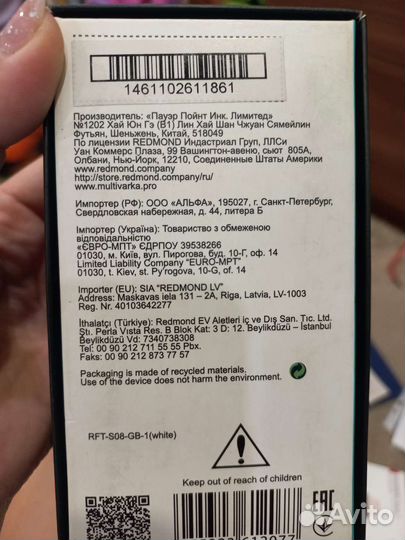 1461102611861
Производитель: «Пауэр Пойнт Инк. Лимитед»
№1202 Хай Юн Гэ (B1) Лин Хай Шан Чжуан Сямейлин
Футьян, Шеньжень, Китай, 518049
По лицензии REDMOND Индастриал Груп, ЛЛСи
Уан Коммерс Плаза, 99 Вашингтон-авеню, сьют 805А,
Олбани, Нью-Йорк, 12210, Соединенные Штаты Америки
www.redmond.company
http://store.redmond.company/ru/
www.multivarka.pro
Импортер (РФ): ООО «АЛЬФА», 195027, г. Санкт-Петербург,
Свердловская набережная, д. 44, литера Б
Імпортер (Україна): Товариство з обмеженою
відповідальністю
«ЄВРО-МПТ» ЄДРПОУ 39538266
01030, м. Київ, вул. Пирогова, буд. 10-Г, оф. 14
Limited Liability Company "EURO-MPT"
01030, t. Kiev, st. Py'rogova, 10-G, of. 14
Importer (EU): SIA "REDMOND LV"
Address: Maskavas iela 131 – 2A, Riga, Latvia, LV-1003
Reg. Nr. 40103642277
İthalatçı (Türkiye): Redmond EV Aletleri iç ve Dış San. Tic. Ltd.
Şti. Perla Vısta Res. B Blok Kat: 3 D: 12. Beylikdüzü – İstanbul
Beylikdüzü Vd: 7340738308
Tel: 00 90 212 711 55 55 Pbx
Faks: 00 90 212 873 77 57
Packaging is made of recycled materials.
Use of the device does not harm the environment.
RFT-S08-GB-1(white)
Keep out of reach of children
EAC
Avito